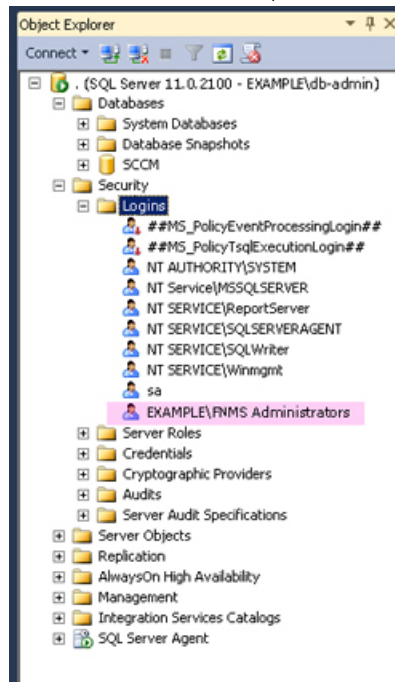 Object Explorer
Connect
. (SQL Server 11.0.2100 - EXAMPLE\db-admin)
Databases
System Databases
Database Snapshots
SCCM
Security
Logins
##MS_PolicyEventProcessingLogin##
##MS_PolicyTsqlExecutionLogin##
NT AUTHORITY\SYSTEM
NT Service\MSSQLSERVER
NT SERVICE\ReportServer
NT SERVICE\SQLSERVERAGENT
NT SERVICE\SQLWriter
NT SERVICE\Winmgmt
sa
EXAMPLE\FNMS Administrators
Server Roles
Credentials
Cryptographic Providers
Audits
Server Audit Specifications
Server Objects
Replication
AlwaysOn High Availability
Management
Integration Services Catalogs
SQL Server Agent